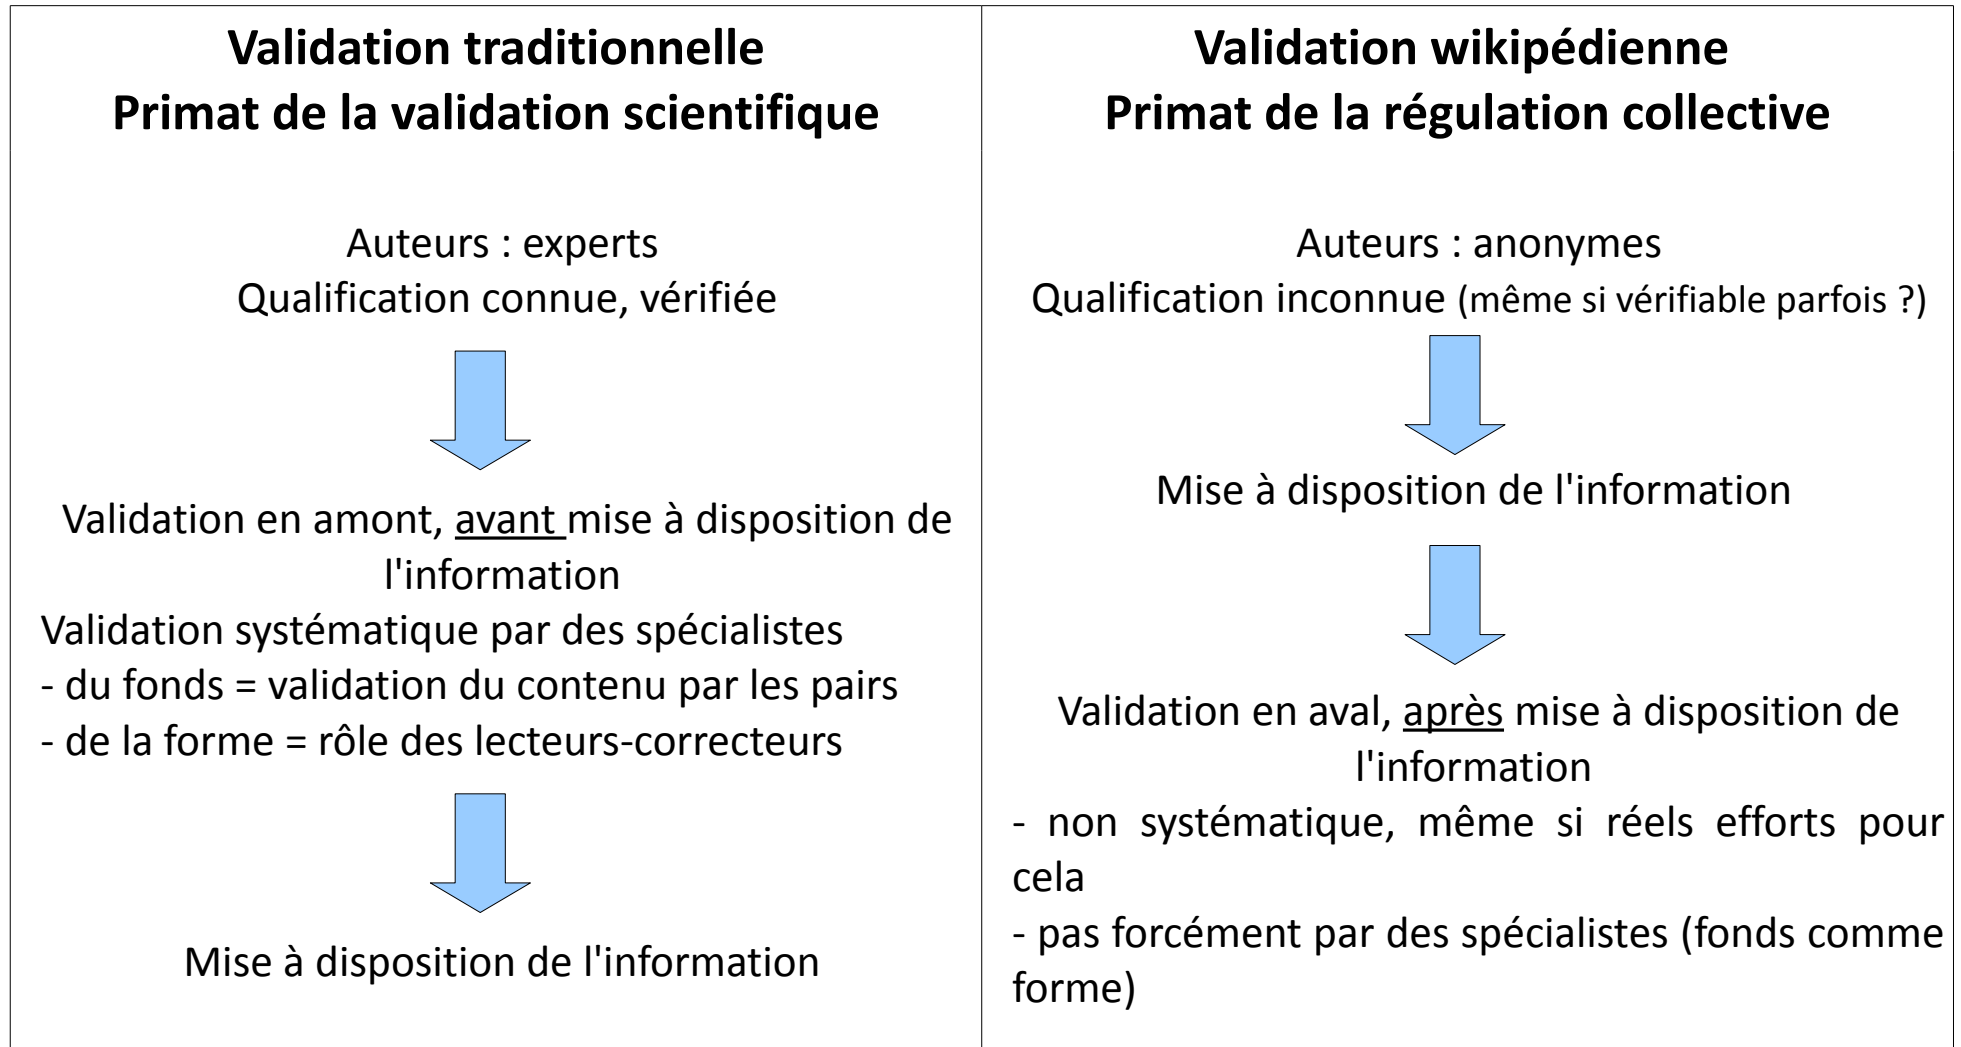 Validation traditionnelle
Primat de la validation scientifique
Auteurs : experts
Qualification connue, vérifiée
Validation en amont, avant mise à disposition de
l'information
Validation systématique par des spécialistes
- du fonds = validation du contenu par les pairs
- de la forme = rôle des lecteurs-correcteurs
Mise à disposition de l'information
Validation wikipédienne
Primat de la régulation collective
Auteurs : anonymes
Qualification inconnue (même si vérifiable parfois ?)
Mise à disposition de l'information
Validation en aval, après mise à disposition de
l'information
- non systématique, même si réels efforts pour
cela
- pas forcément par des spécialistes (fonds comme
forme)